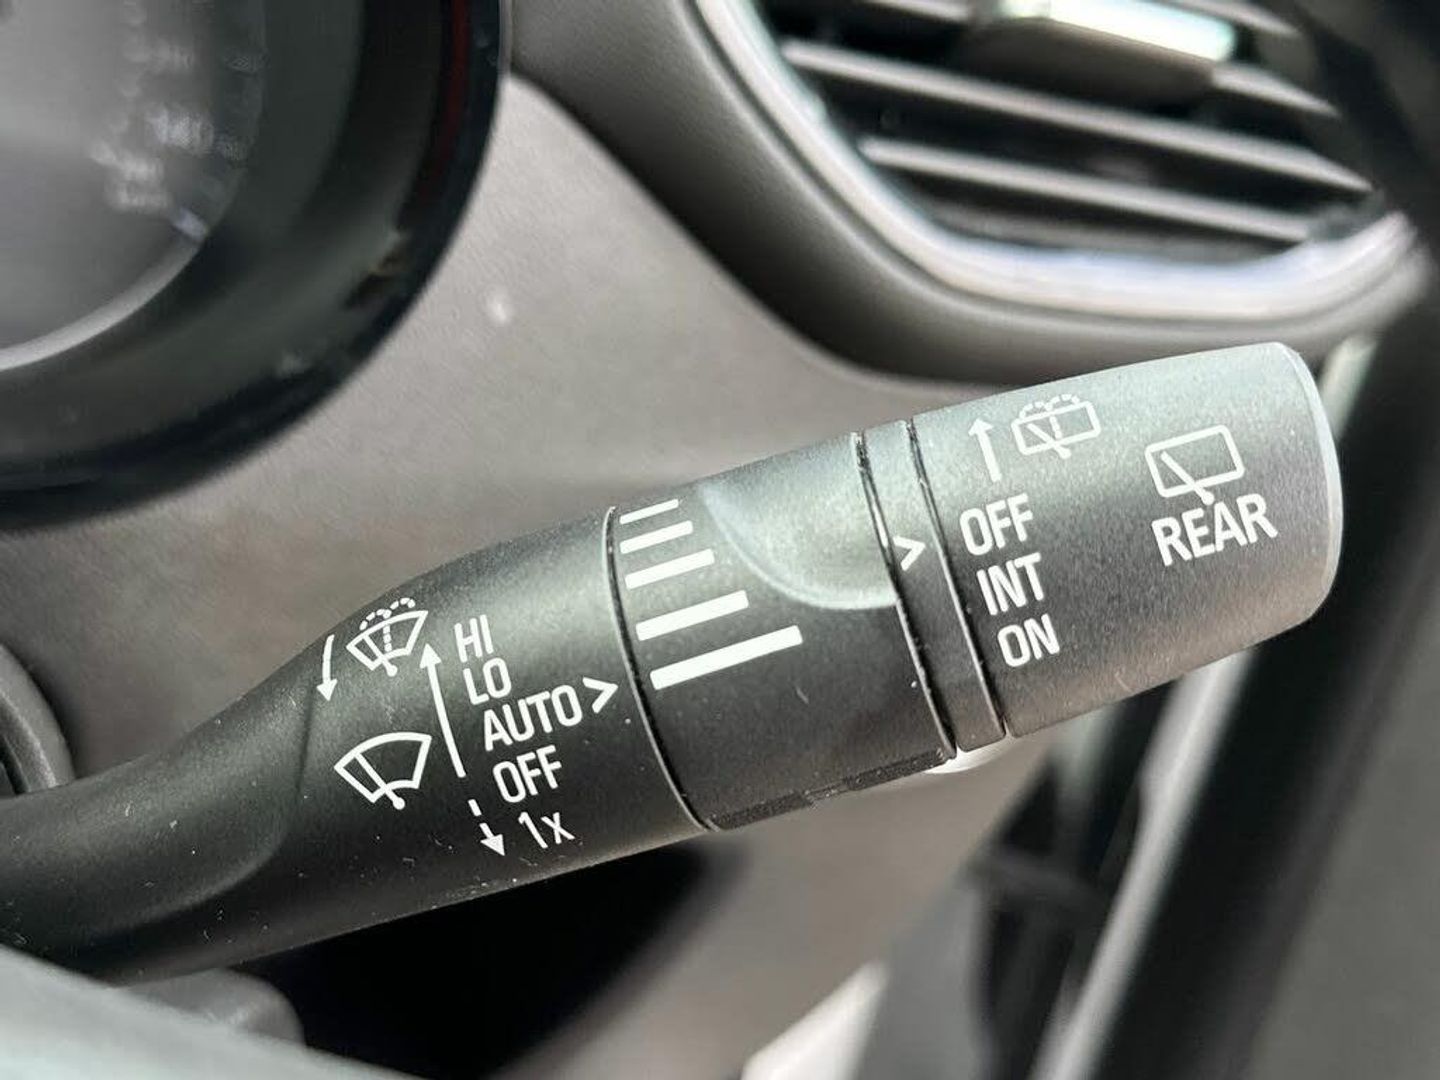 HI
LO
AUTO >
OFF
1x
>
OFF
INT
ON
REAR